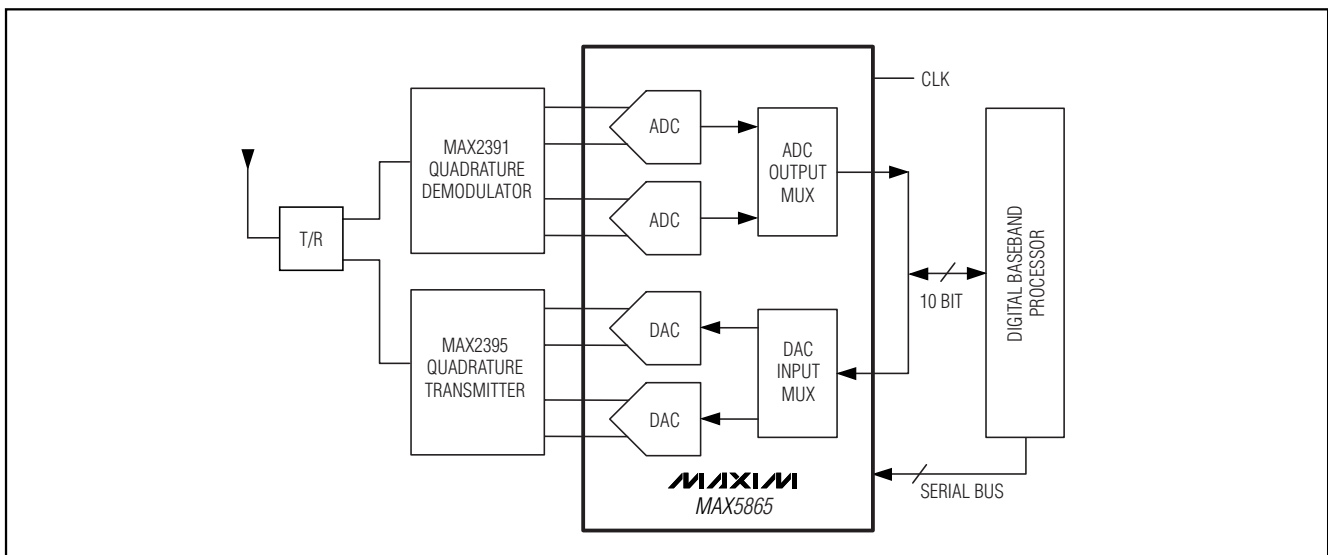 CLK
MAX2391
QUADRATURE
DEMODULATOR
ADC
ADC
ADC
OUTPUT
MUX
T/R
10 BIT
DIGITAL BASEBAND
PROCESSOR
MAX2395
QUADRATURE
TRANSMITTER
DAC
DAC
DAC
INPUT
MUX
MAXIM
MAX5865
SERIAL BUS